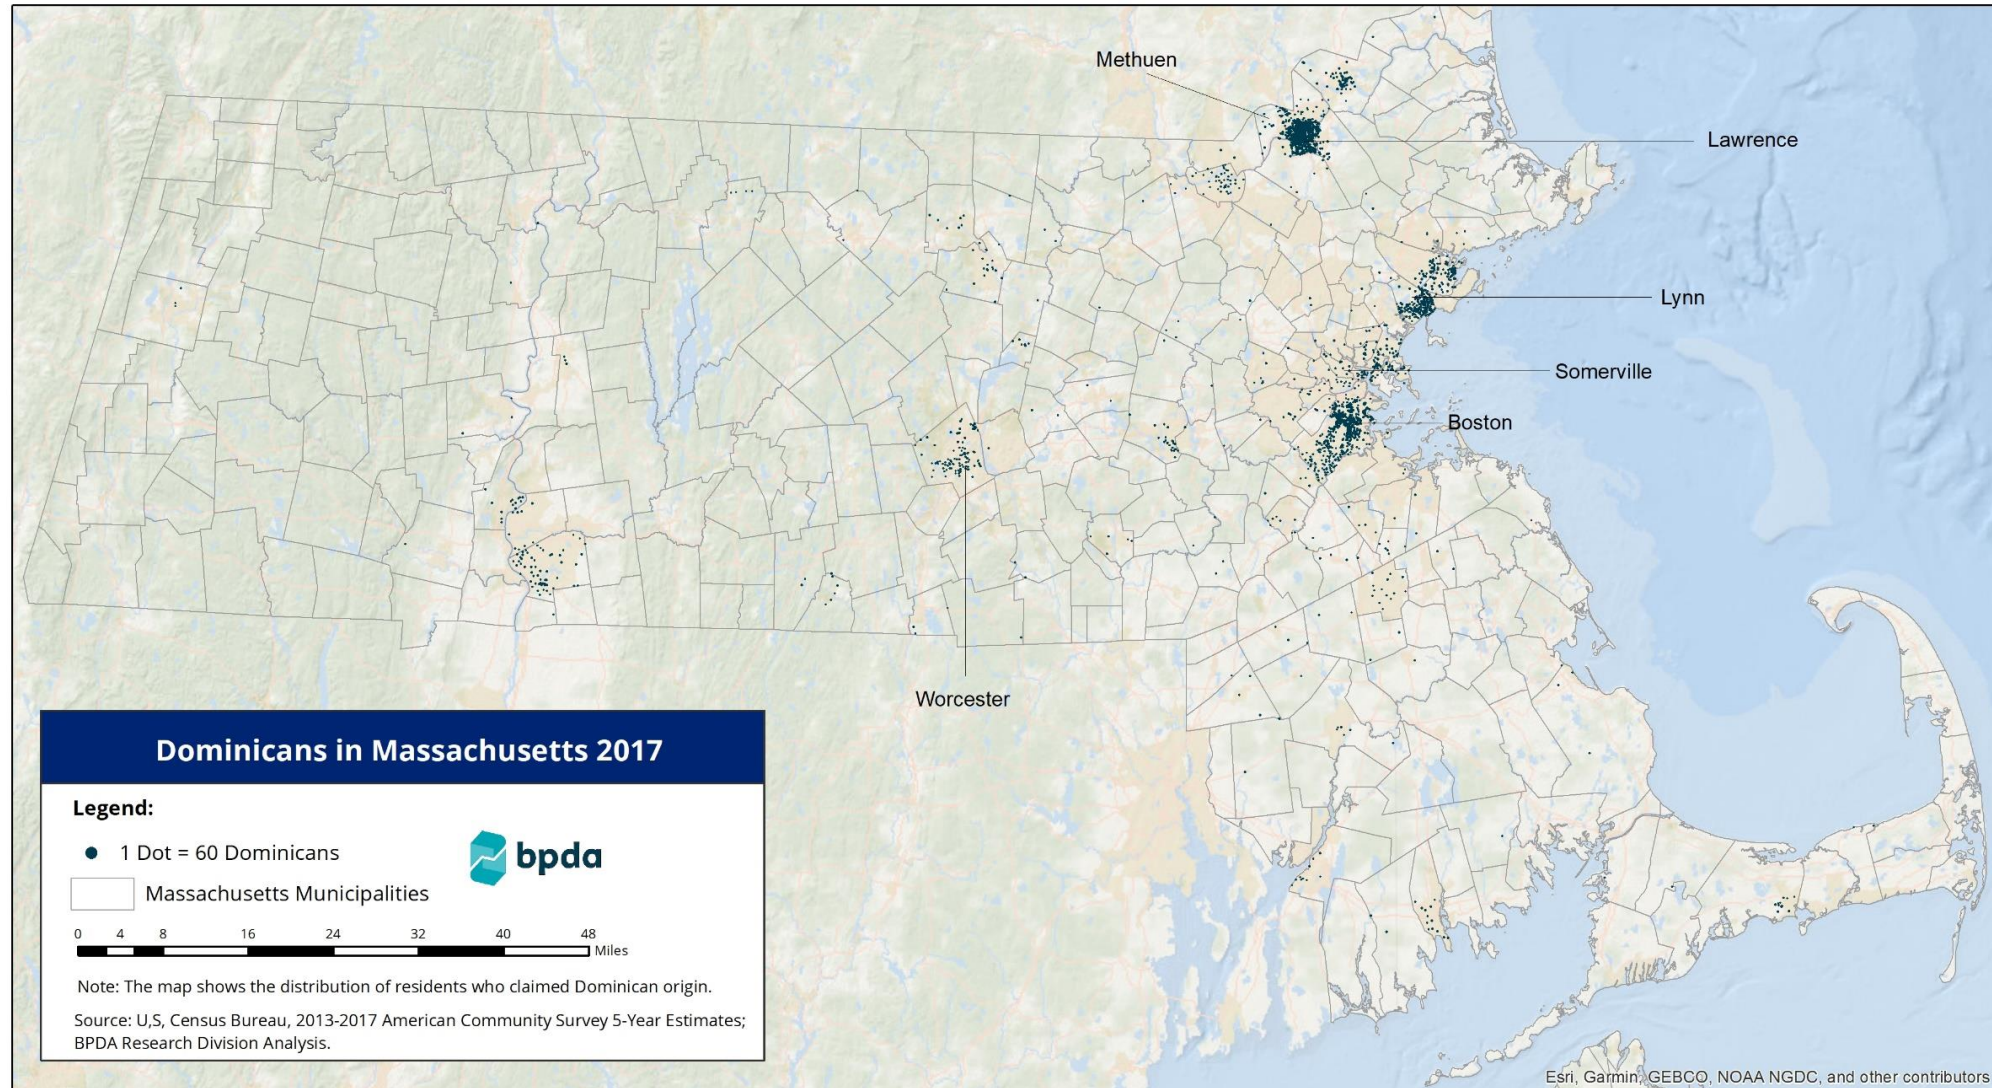 Methuen
Lawrence
Lynn
Somerville
Boston
Worcester
Dominicans in Massachusetts 2017
Legend:
1 Dot = 60 Dominicans
bpda
Massachusetts Municipalities
0 4 8 16 24 32 40 48
Miles
Note: The map shows the distribution of residents who claimed Dominican origin.
Source: U,S, Census Bureau, 2013-2017 American Community Survey 5-Year Estimates;
BPDA Research Division Analysis.
Esri, Garmin, GEBCO, NOAA NGDC, and other contributors